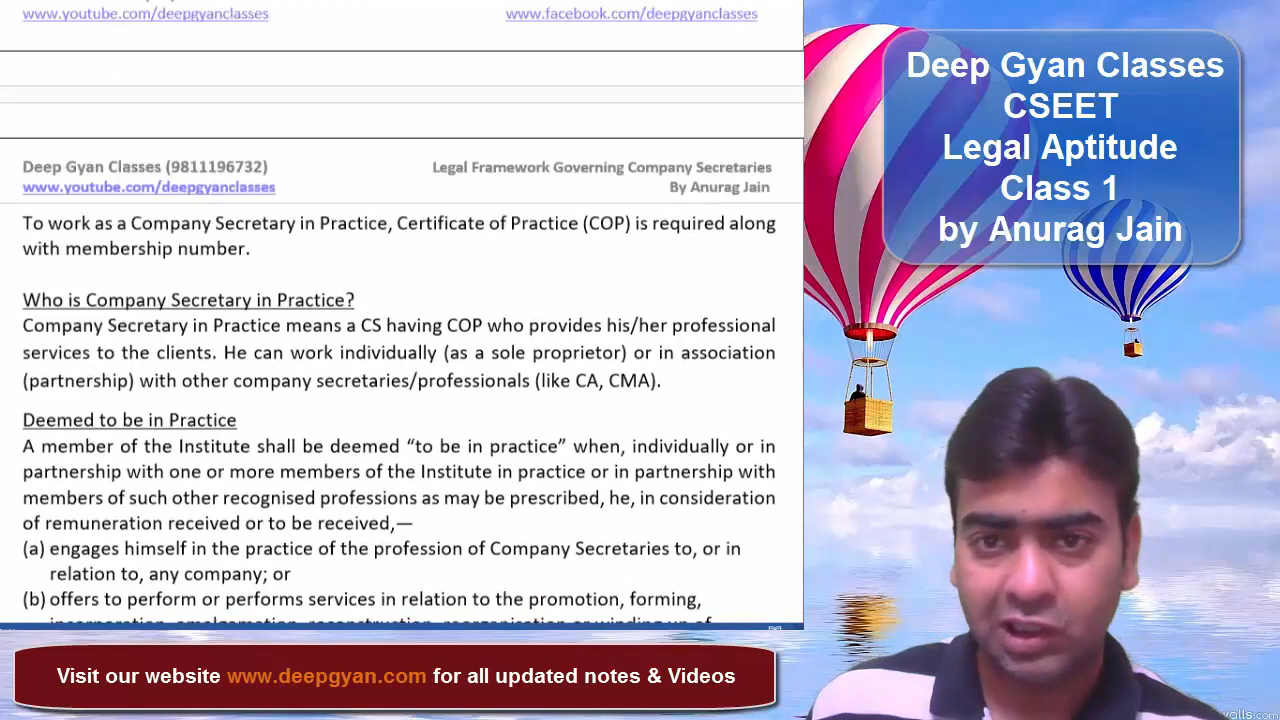 www.youtube.com/deepgyanclasses
www.facebook.com/deepgyanclasses
Deep Gyan Classes (9811196732)
Legal Framework Governing Company Secretaries
www.youtube.com/deepgyanclasses
By Anurag Jain
To work as a Company Secretary in Practice, Certificate of Practice (COP) is required along
with membership number.
Who is Company Secretary in Practice?
Company Secretary in Practice means a CS having COP who provides his/her professional
services to the clients. He can work individually (as a sole proprietor) or in association
(partnership) with other company secretaries/professionals (like CA, CMA).
Deemed to be in Practice
A member of the Institute shall be deemed “to be in practice” when, individually or in
partnership with one or more members of the Institute in practice or in partnership with
members of such other recognised professions as may be prescribed, he, in consideration
of remuneration received or to be received,—
(a) engages himself in the practice of the profession of Company Secretaries to, or in
relation to, any company; or
(b) offers to perform or performs services in relation to the promotion, forming,
Deep Gyan Classes
CSEET
Legal Aptitude
Class 1
by Anurag Jain
Visit our website www.deepgyan.com for all updated notes & Videos